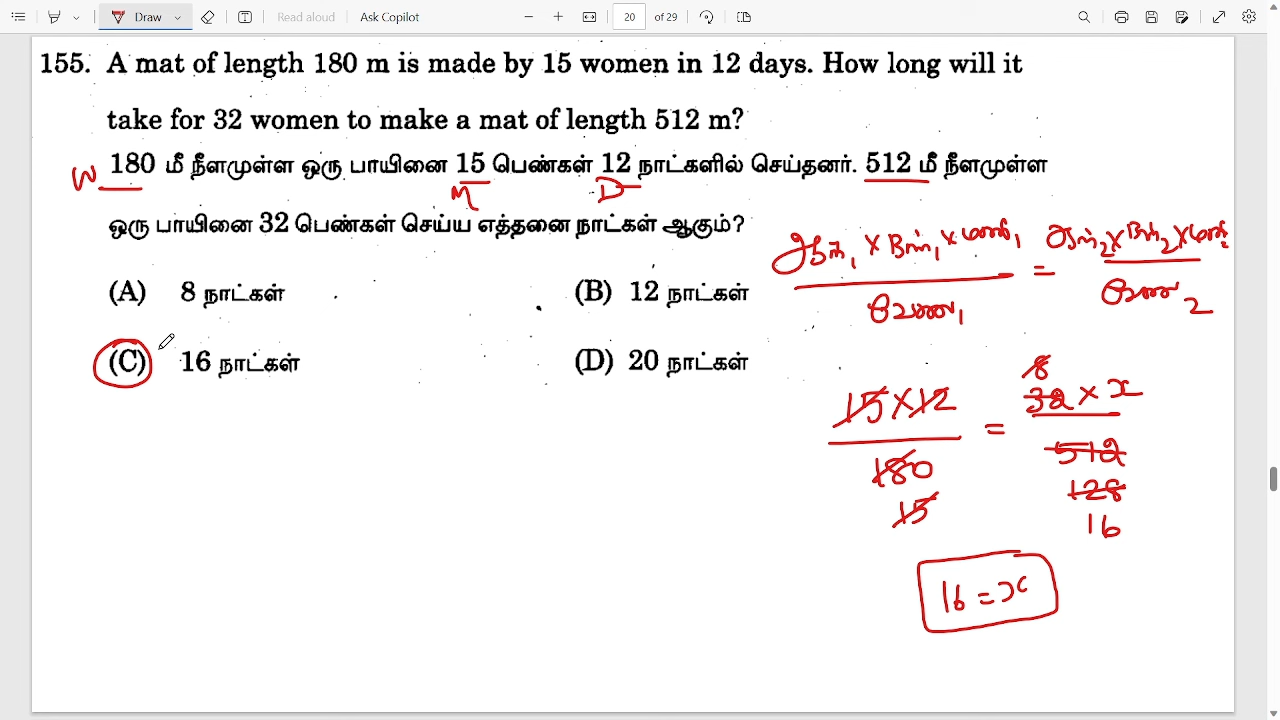 Draw
Read aloud
Ask Copilot
20 of 29
155. A mat of length 180 m is made by 15 women in 12 days. How long will it
take for 32 women to make a mat of length 512 m?
W 180 மீ நீளமுள்ள ஒரு பாயினை 15 பெண்கள் 12 நாட்களில் செய்தனர். 512 மீ நீளமுள்ள
M D
ஒரு பாயினை 32 பெண்கள் செய்ய எத்தனை நாட்கள் ஆகும்?
(A) 8 நாட்கள் (B) 12 நாட்கள்
(C) 16 நாட்கள் (D) 20 நாட்கள்
8
15 × 12 = 32 × x
180 512
15 128
16
16 = x